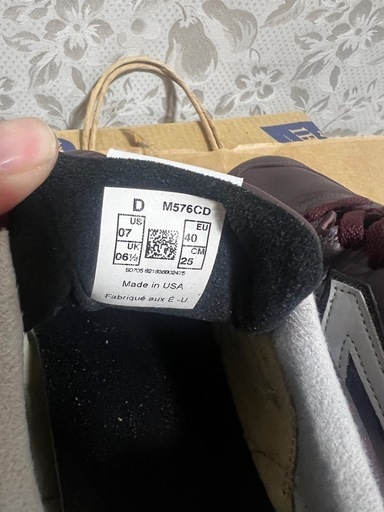 D M576CD
US 07 EU 40
UK 06½ CM 25
Made in USA
Fabriqué aux É.-U.